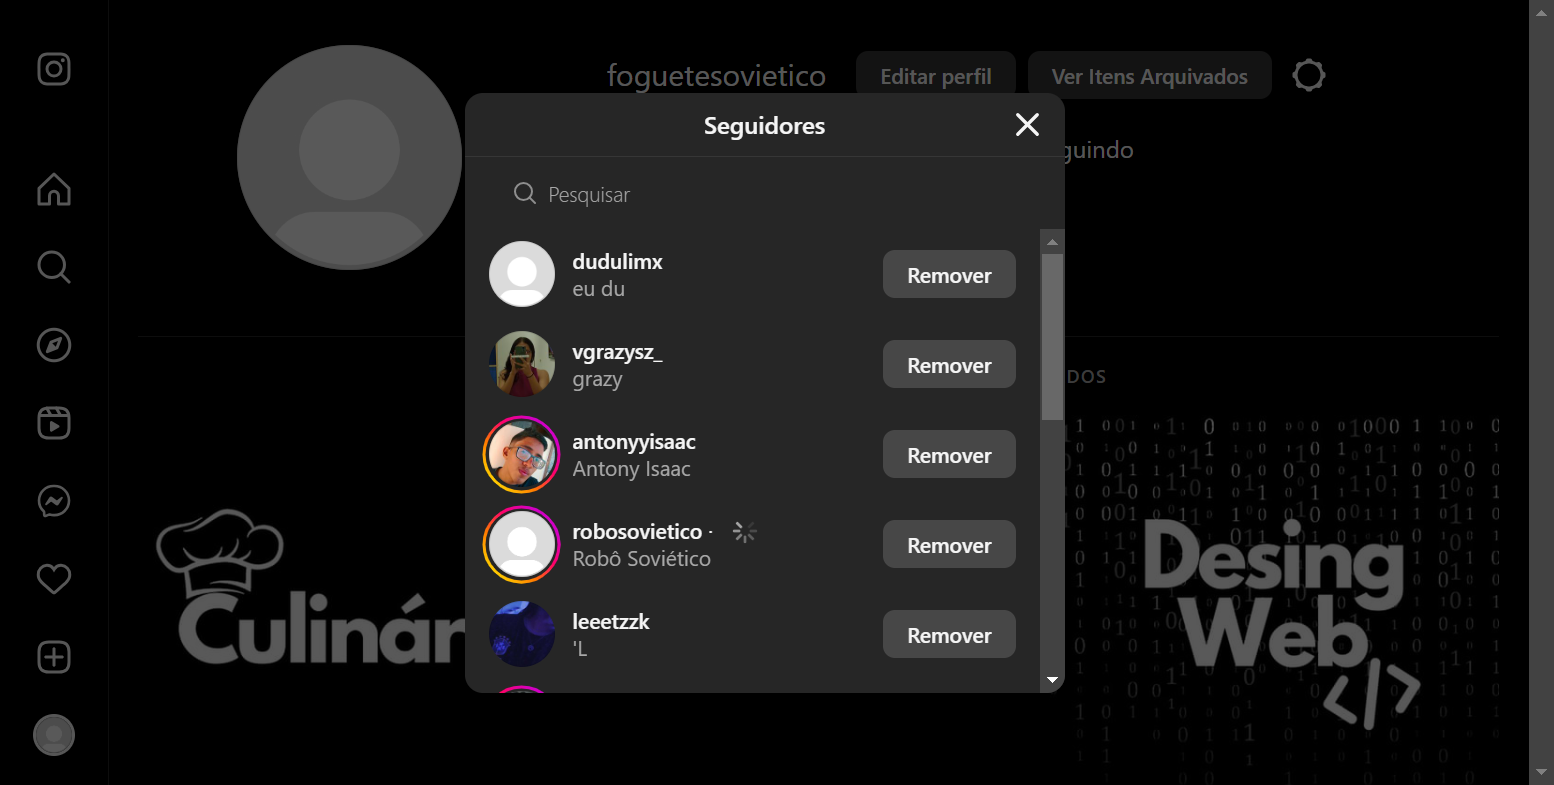 foguetesovietico
Editar perfil
Ver Itens Arquivados
guindo
Seguidores
Pesquisar
dudulimx
eu du
Remover
vgrazysz_
grazy
Remover
antonyyisaac
Antony Isaac
Remover
robosovietico ·
Robô Soviético
Remover
leeetzzk
'L
Remover
DOS
Culinár
Desing
Web
</>